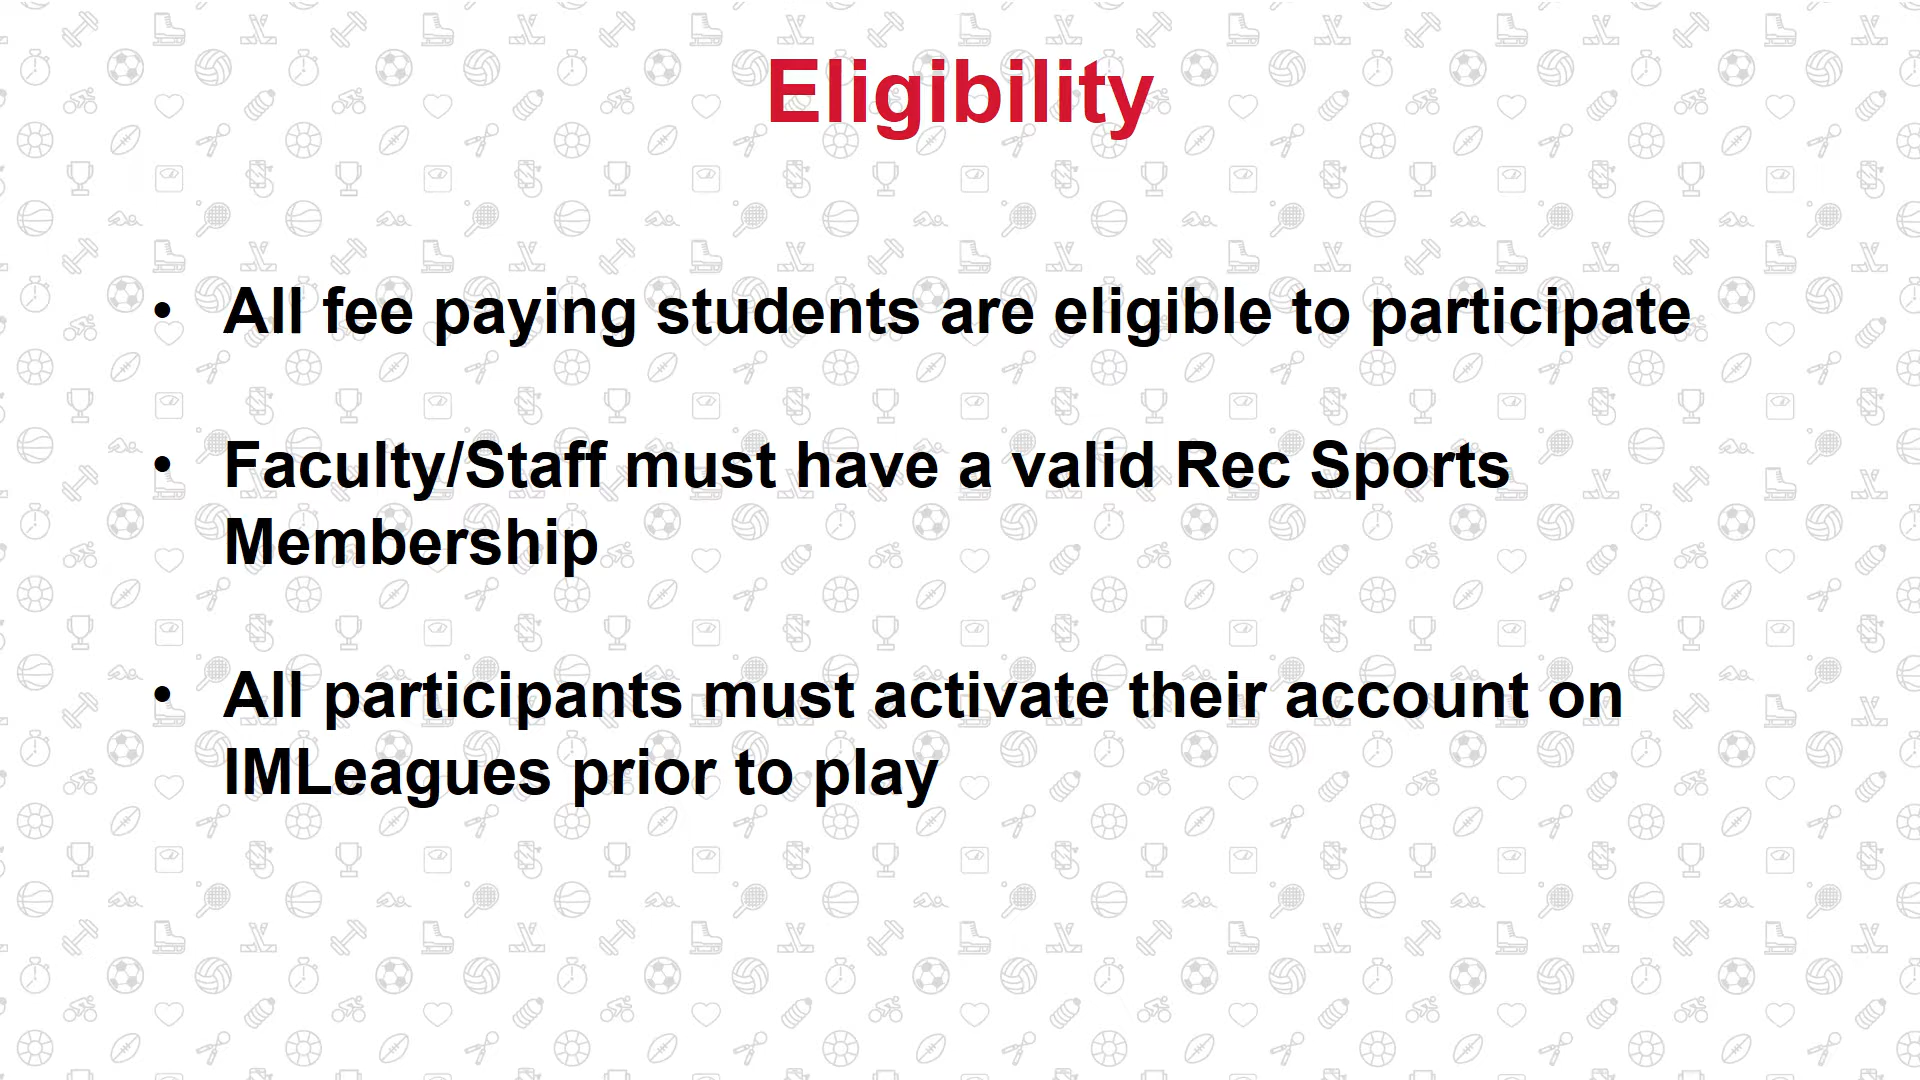 Eligibility
• All fee paying students are eligible to participate
• Faculty/Staff must have a valid Rec Sports
Membership
• All participants must activate their account on
IMLeagues prior to play